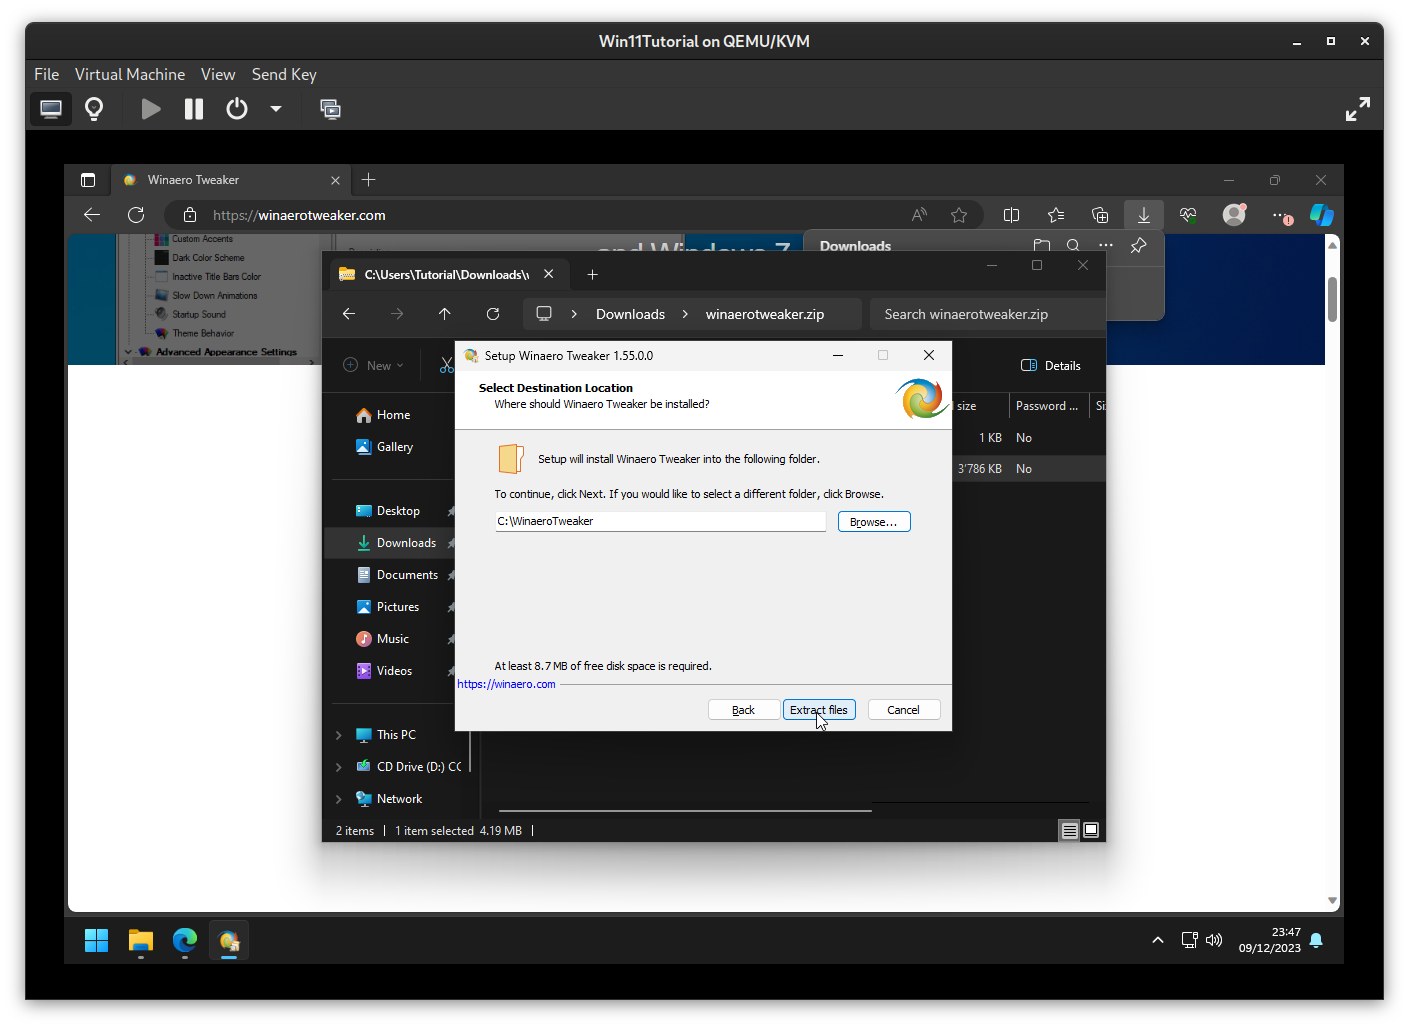 Win11Tutorial on QEMU/KVM
File Virtual Machine View Send Key
Winaero Tweaker
https://winaerotweaker.com
Custom Accents
Dark Color Scheme
Inactive Title Bars Color
Slow Down Animations
Startup Sound
Theme Behavior
Advanced Appearance Settings
and Windows 7
Downloads
C:\Users\Tutorial\Downloads\
Downloads > winaerotweaker.zip
Search winaerotweaker.zip
New
Details
size Password ... Si
1 KB No
3'786 KB No
Home
Gallery
Desktop
Downloads
Documents
Pictures
Music
Videos
This PC
CD Drive (D:) CC
Network
2 items 1 item selected 4.19 MB
Setup Winaero Tweaker 1.55.0.0
Select Destination Location
Where should Winaero Tweaker be installed?
Setup will install Winaero Tweaker into the following folder.
To continue, click Next. If you would like to select a different folder, click Browse.
C:\WinaeroTweaker
Browse...
At least 8.7 MB of free disk space is required.
https://winaero.com
Back Extract files Cancel
23:47
09/12/2023